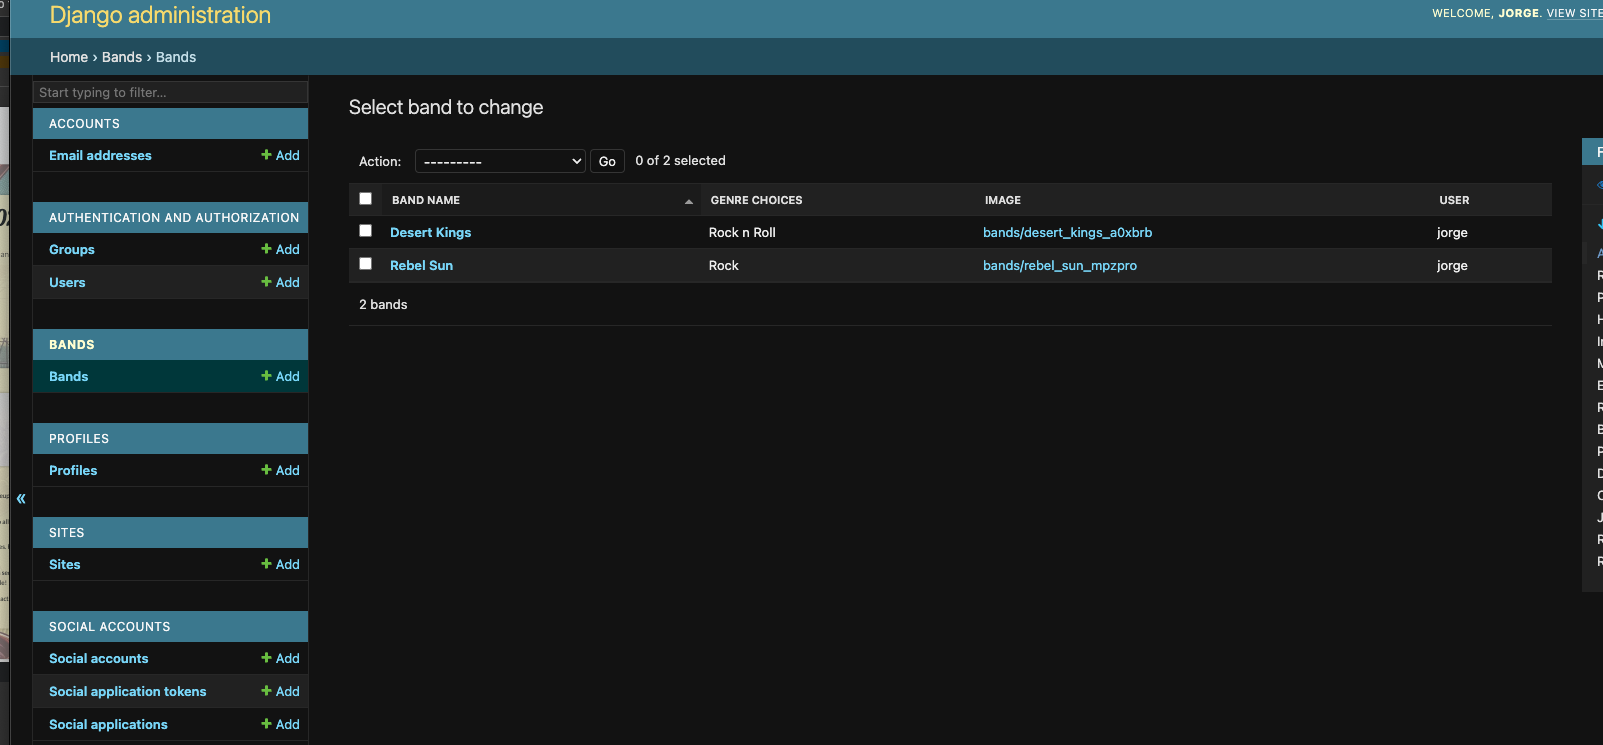 Django administration
WELCOME, JORGE. VIEW SITE
Home › Bands › Bands
Start typing to filter...
ACCOUNTS
Email addresses + Add
AUTHENTICATION AND AUTHORIZATION
Groups + Add
Users + Add
BANDS
Bands + Add
PROFILES
Profiles + Add
SITES
Sites + Add
SOCIAL ACCOUNTS
Social accounts + Add
Social application tokens + Add
Social applications + Add
«
Select band to change
Action: --------- Go 0 of 2 selected
BAND NAME GENRE CHOICES IMAGE USER
Desert Kings Rock n Roll bands/desert_kings_a0xbrb jorge
Rebel Sun Rock bands/rebel_sun_mpzpro jorge
2 bands